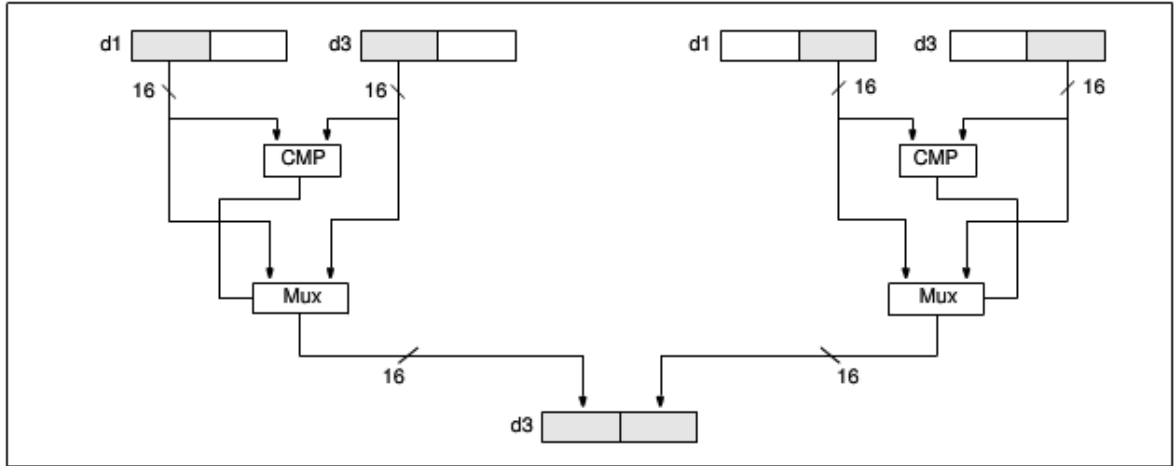 d1 d3 d1 d3
16 16 16 16
CMP CMP
Mux Mux
16 16
d3